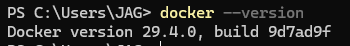 PS C:\Users\JAG> docker --version
Docker version 29.4.0, build 9d7ad9f